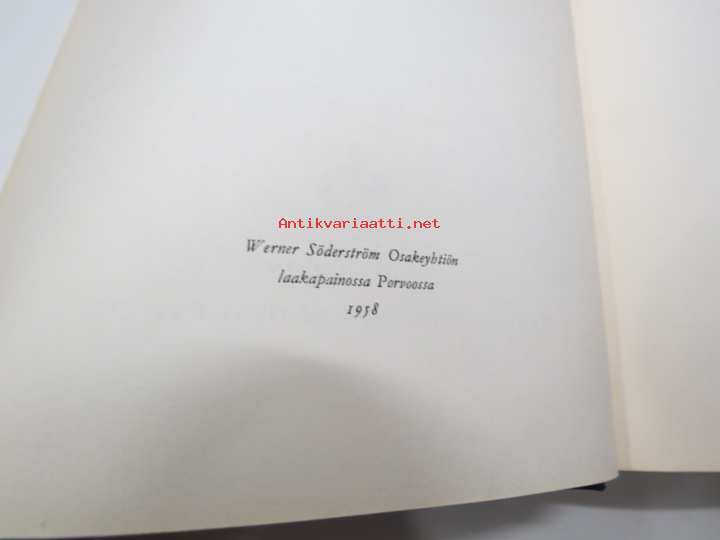 Antikvariaatti.net
Werner Söderström Osakeyhtiön
laakapainossa Porvoossa
1958